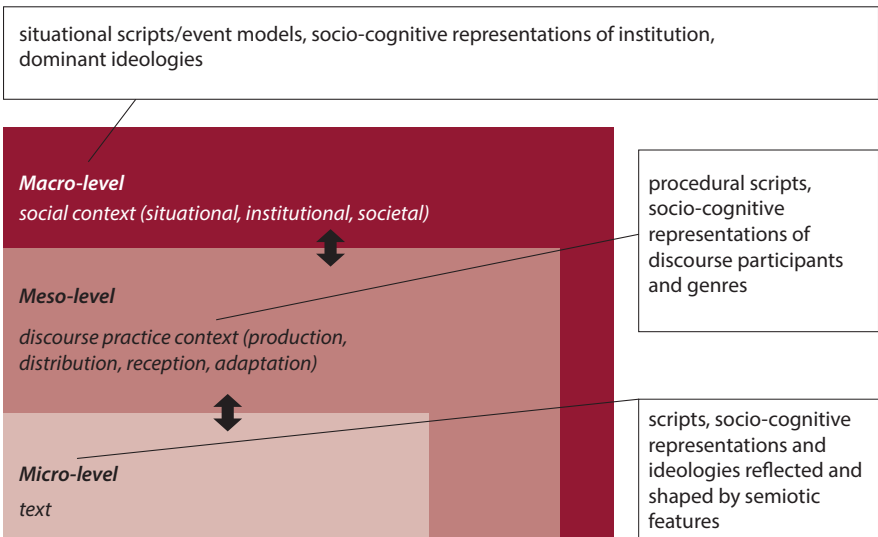 situational scripts/event models, socio-cognitive representations of institution,
dominant ideologies
Macro-level
social context (situational, institutional, societal)
procedural scripts,
socio-cognitive
representations of
discourse participants
and genres
Meso-level
discourse practice context (production,
distribution, reception, adaptation)
scripts, socio-cognitive
representations and
ideologies reflected and
shaped by semiotic
features
Micro-level
text